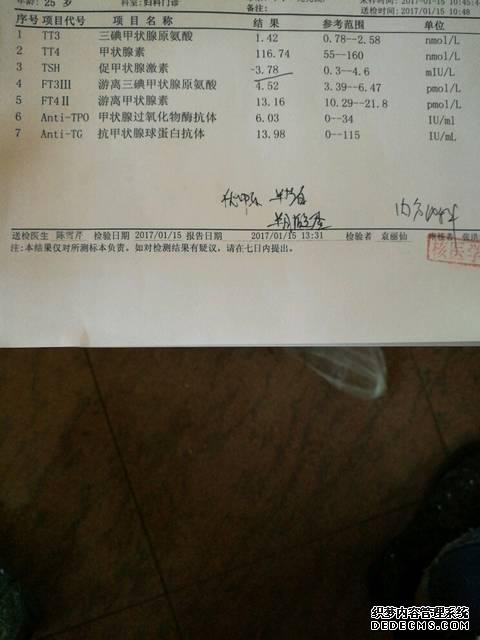 年龄: 25 岁 科室: 妇科门诊 2017/01/15 10:45:4
备注: 送检时间: 2017/01/15 10:48
序号 项目代号 项 目 名 称 结 果 参考范围 单位
1 TT3 三碘甲状腺原氨酸 1.42 0.78--2.58 nmol/L
2 TT4 甲状腺素 116.74 55--160 nmol/L
3 TSH 促甲状腺激素 3.78 0.3--4.6 mIU/L
4 FT3Ⅲ 游离三碘甲状腺原氨酸 4.52 3.39--6.47 pmol/L
5 FT4Ⅱ 游离甲状腺素 13.16 10.29--21.8 pmol/L
6 Anti-TPO 甲状腺过氧化物酶抗体 6.03 0--34 IU/ml
7 Anti-TG 抗甲状腺球蛋白抗体 13.98 0--115 IU/mL
送检医生 陈雪芹 检验日期 2017/01/15 报告日期 2017/01/15 13:31 检验者 袁丽仙
注:本结果仅对所测标本负责，如对检测结果有疑议，请在七日内提出。
核医学
织梦内容管理系统
DEDECMS.COM